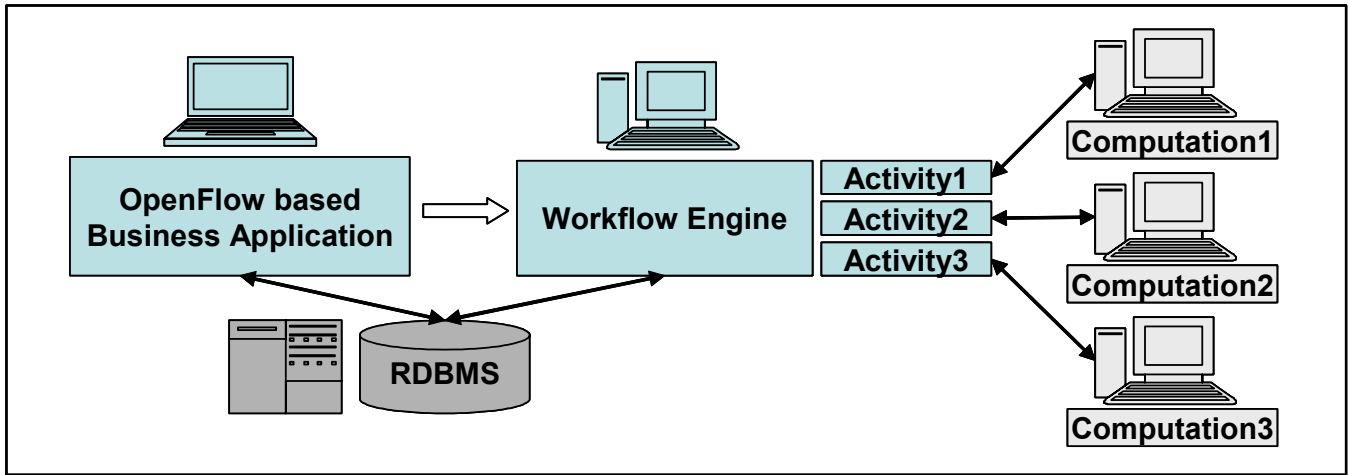 OpenFlow based
Business Application
Workflow Engine
Activity1
Activity2
Activity3
Computation1
Computation2
Computation3
RDBMS